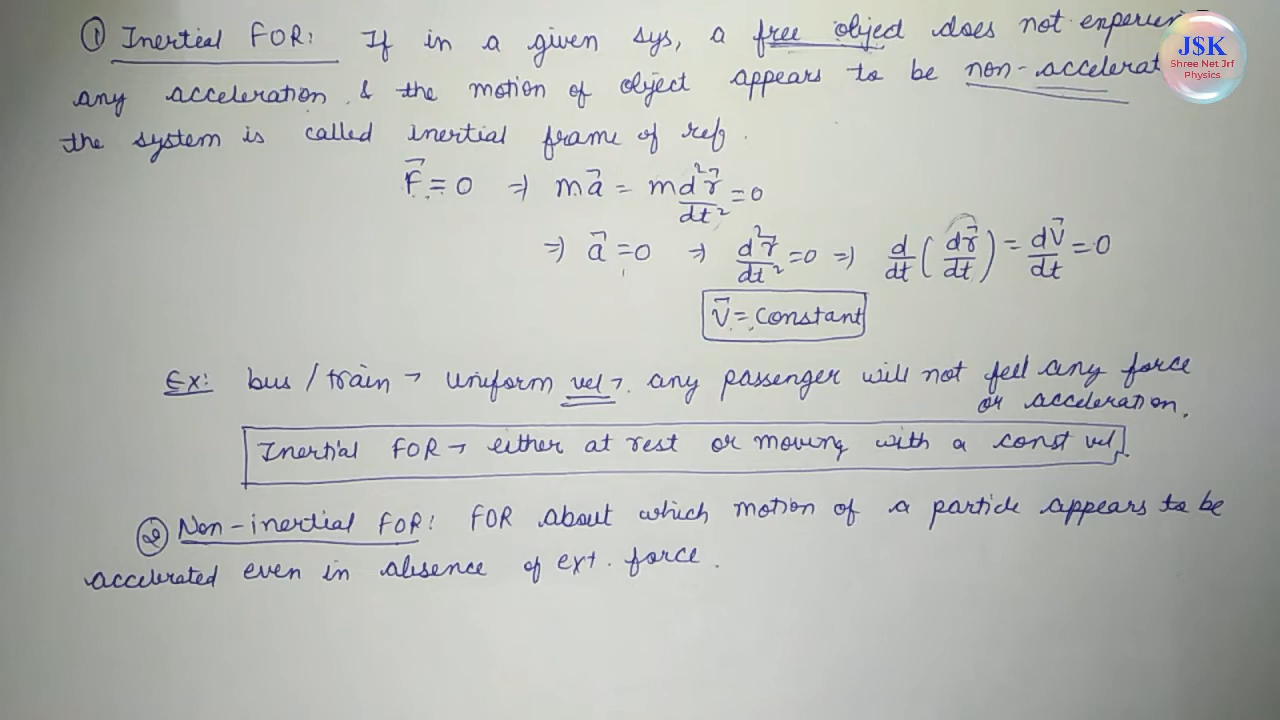 ① Inertial FOR: If in a given sys, a free object does not experien
any acceleration & the motion of object appears to be non-accelerat
the system is called inertial frame of ref.
F⃗ = 0 ⇒ ma⃗ = m d²r⃗/dt² = 0
⇒ a⃗ = 0 ⇒ d²r⃗/dt² = 0 ⇒ d/dt (dr⃗/dt) = dV⃗/dt = 0
V⃗ = Constant
Ex: bus / train → Uniform vel → any passenger will not feel any force
or acceleration.
Inertial FOR → either at rest or moving with a const vel.
② Non-inertial FOR: FOR about which motion of a particle appears to be
accelerated even in absence of ext. force.
JSK
Shree Net Jrf
Physics